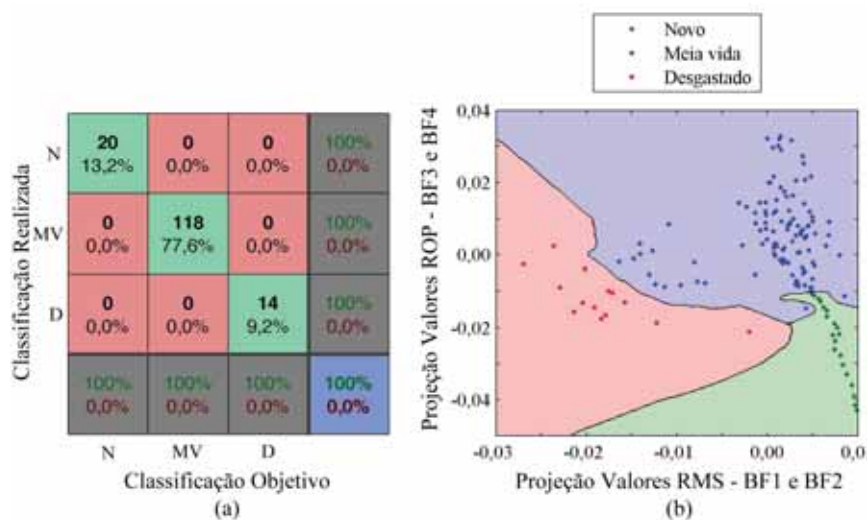 Novo
Meia vida
Desgastado
Classificação Realizada
N
MV
D
20
13,2%
0
0,0%
0
0,0%
100%
0,0%
0
0,0%
118
77,6%
0
0,0%
100%
0,0%
0
0,0%
0
0,0%
14
9,2%
100%
0,0%
100%
0,0%
100%
0,0%
100%
0,0%
100%
0,0%
N
MV
D
Classificação Objetivo
(a)
Projeção Valores ROP - BF3 e BF4
0,04
0,02
0,00
-0,02
-0,04
-0,03
-0,02
-0,01
0,00
0,0
Projeção Valores RMS - BF1 e BF2
(b)